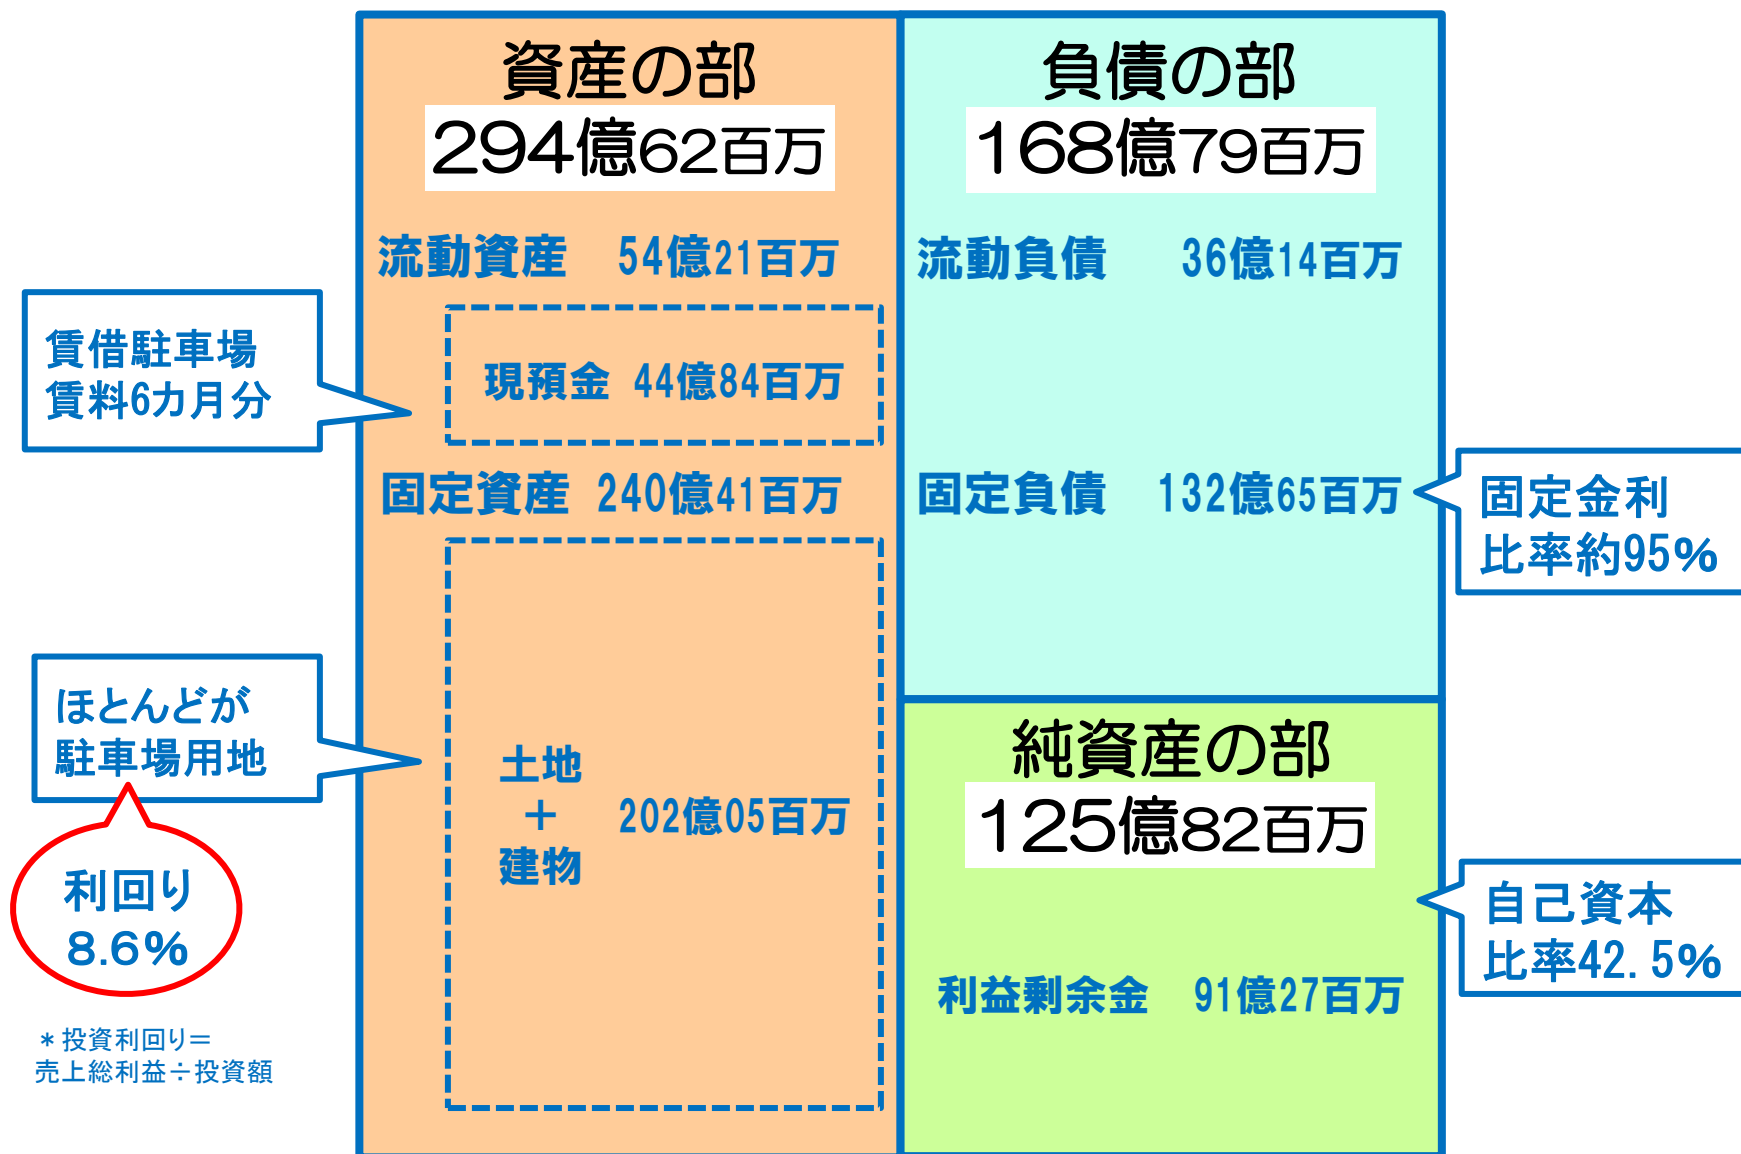 資産の部
294億62百万
流動資産 54億21百万
現預金 44億84百万
固定資産 240億41百万
土地
+
建物
202億05百万
賃借駐車場
賃料6カ月分
ほとんどが
駐車場用地
利回り
8.6%
*投資利回り=
売上総利益÷投資額
負債の部
168億79百万
流動負債 36億14百万
固定負債 132億65百万
固定金利
比率約95%
純資産の部
125億82百万
利益剰余金 91億27百万
自己資本
比率42.5%